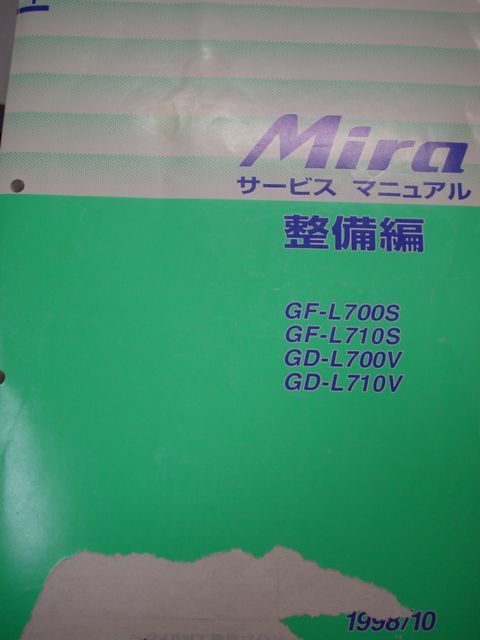 Mira
サービス マニュアル
整備編
GF-L700S
GF-L710S
GD-L700V
GD-L710V
1998/10